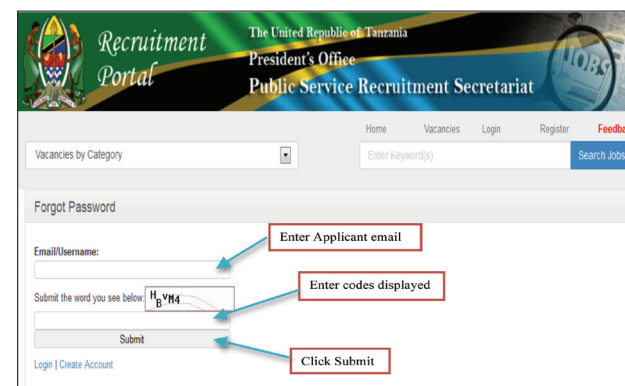 Recruitment
Portal
The United Republic of Tanzania
President's Office
Public Service Recruitment Secretariat
JOBS
Home Vacancies Login Register Feedba
Vacancies by Category
Enter Keyword(s)
Search Jobs
Forgot Password
Enter Applicant email
Email/Username:
Enter codes displayed
Submit the word you see below: HBVM4
Submit
Click Submit
Login | Create Account